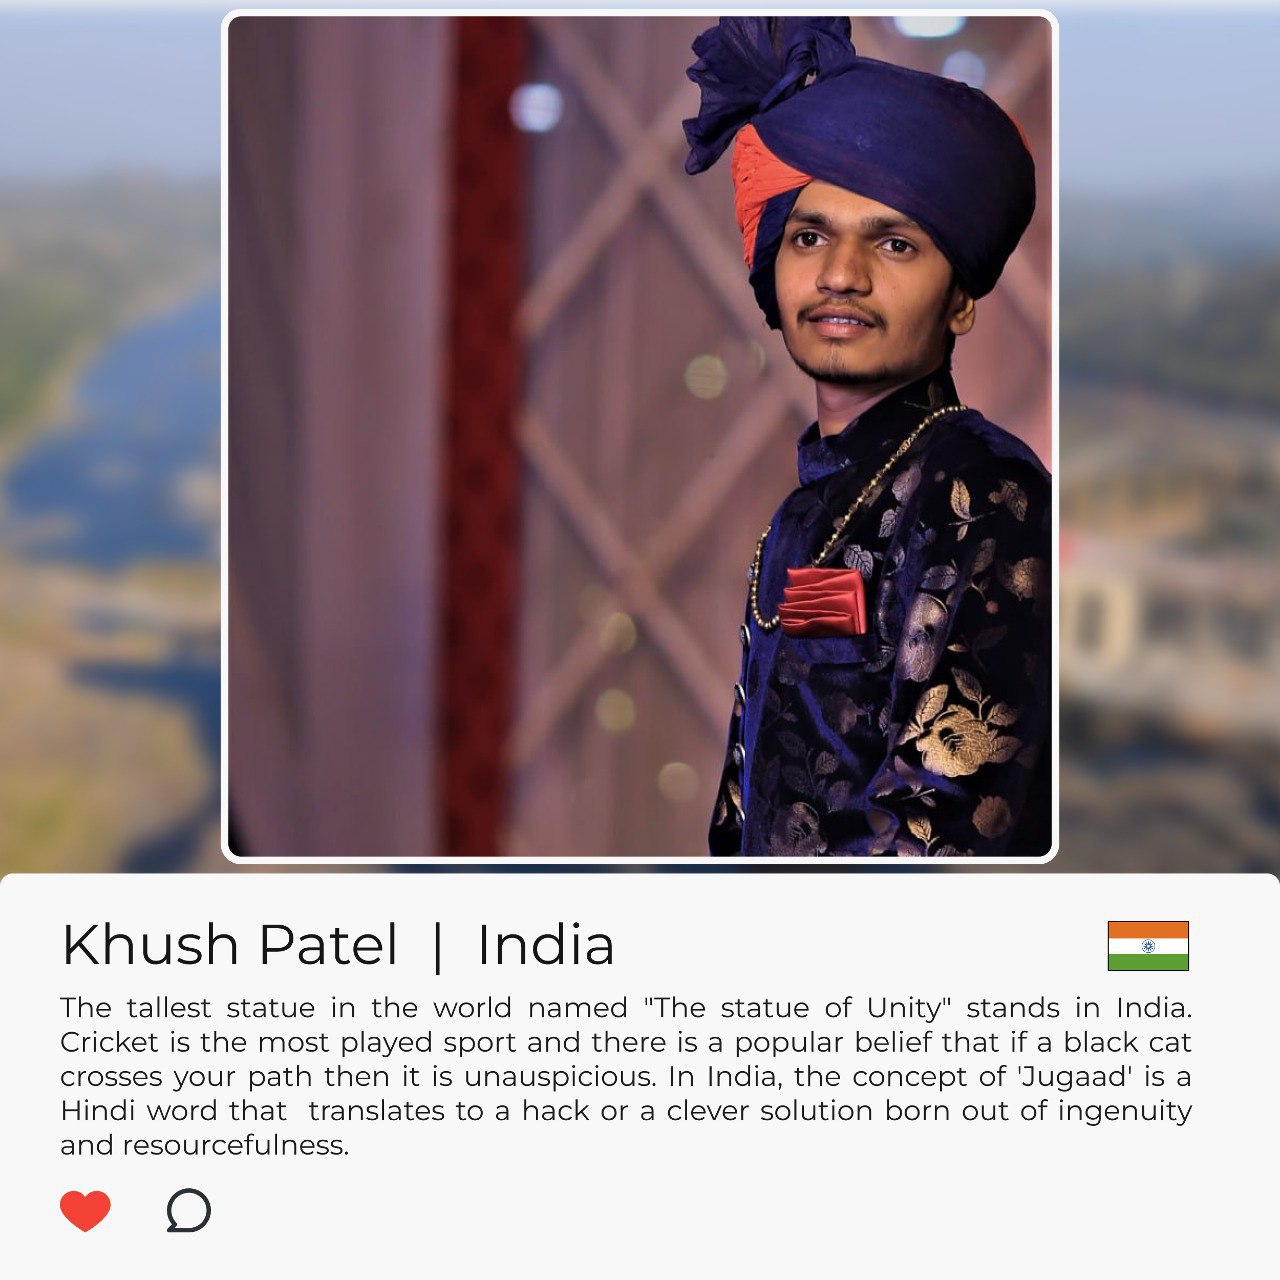 Khush Patel | India
The tallest statue in the world named "The statue of Unity" stands in India.
Cricket is the most played sport and there is a popular belief that if a black cat
crosses your path then it is unauspicious. In India, the concept of 'Jugaad' is a
Hindi word that  translates to a hack or a clever solution born out of ingenuity
and resourcefulness.